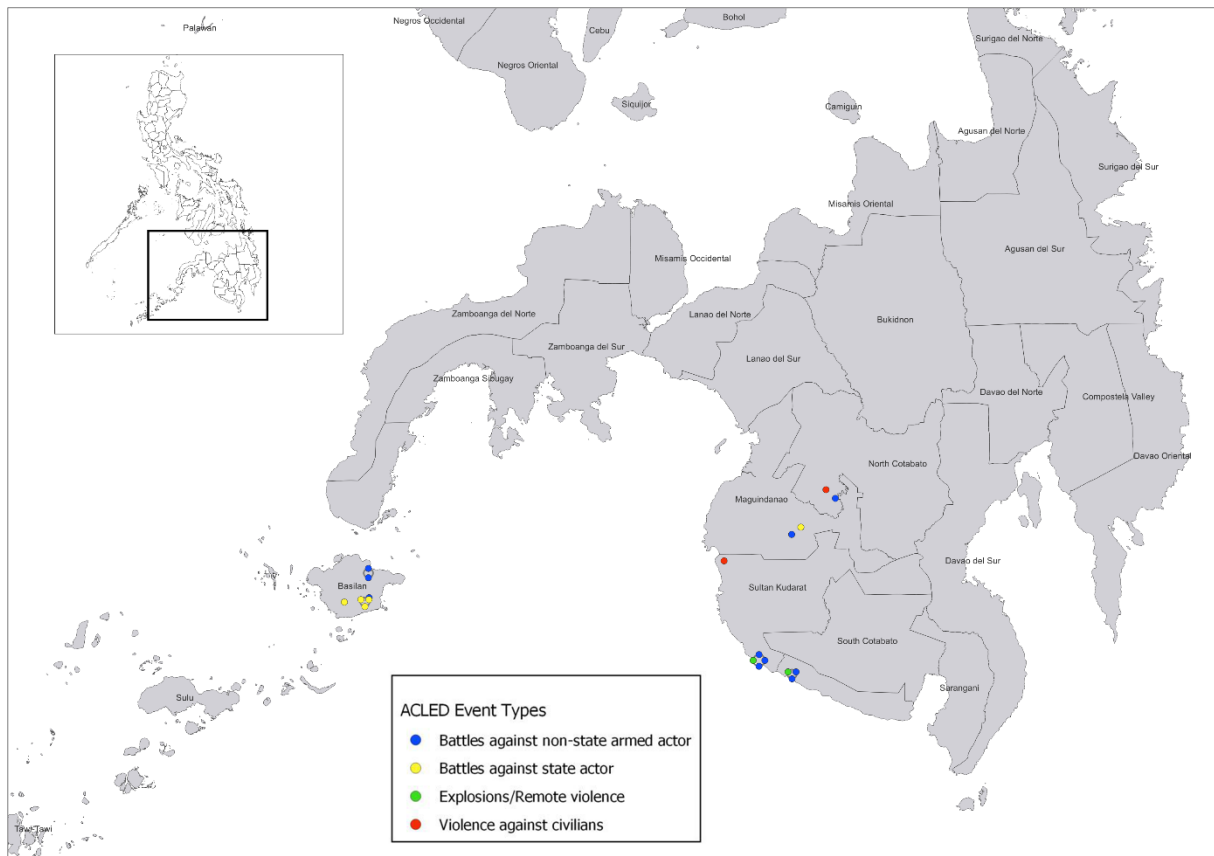 Palawan
Negros Occidental
Cebu
Bohol
Surigao del Norte
Negros Oriental
Siquijor
Camiguin
Agusan del Norte
Surigao del Sur
Misamis Oriental
Agusan del Sur
Misamis Occidental
Zamboanga del Norte
Lanao del Norte
Bukidnon
Zamboanga del Sur
Lanao del Sur
Zamboanga Sibugay
Davao del Norte
Compostela Valley
Davao Oriental
North Cotabato
Maguindanao
Davao del Sur
Basilan
Sultan Kudarat
South Cotabato
Sarangani
Sulu
Tawi-Tawi
ACLED Event Types
Battles against non-state armed actor
Battles against state actor
Explosions/Remote violence
Violence against civilians